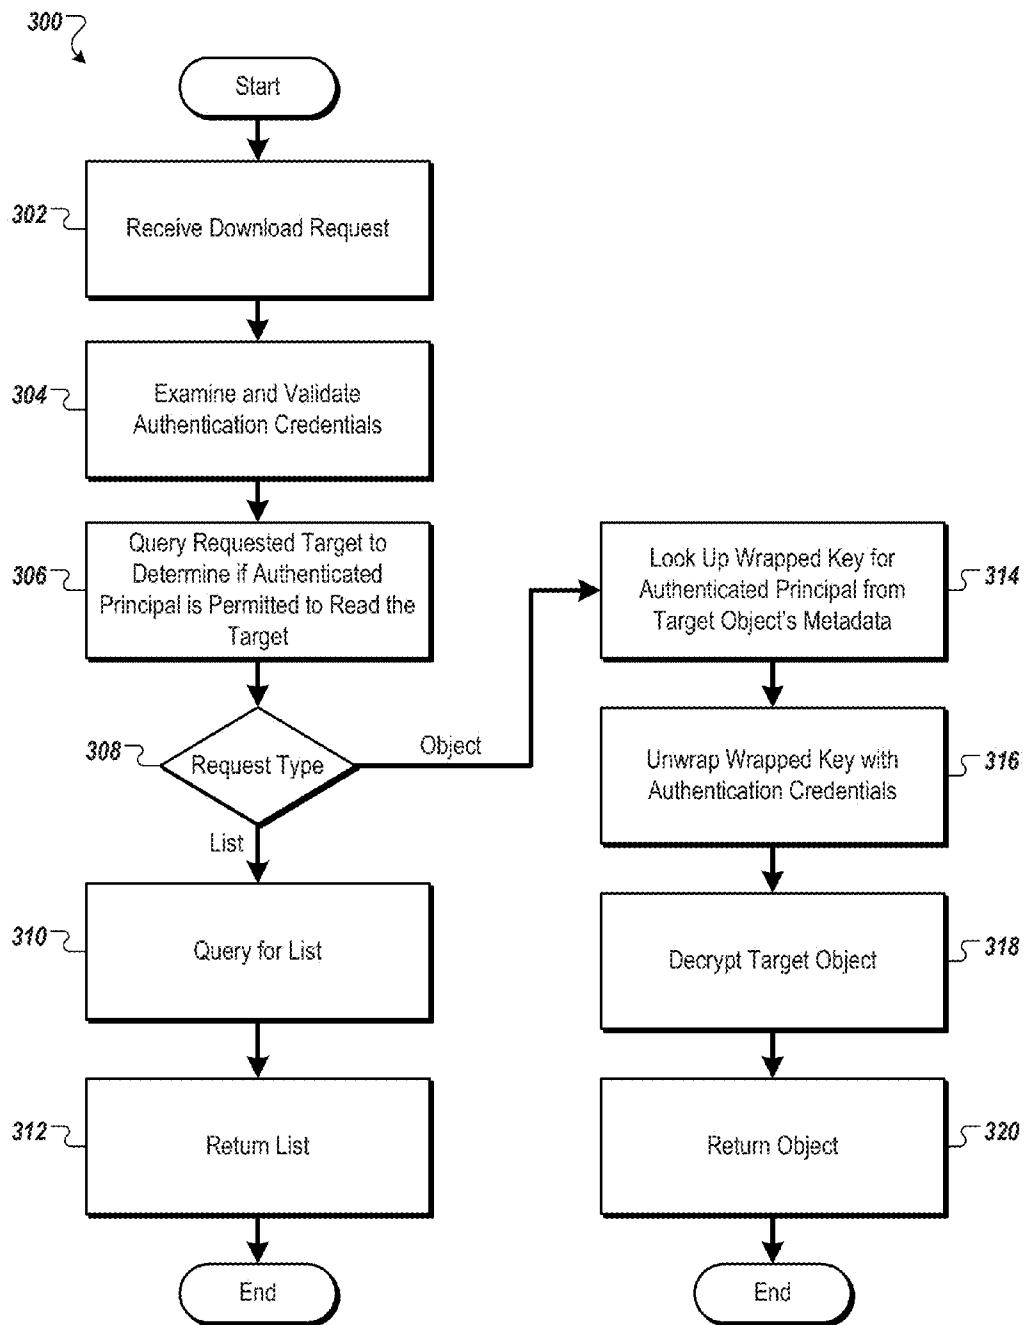 300
Start
302
Receive Download Request
304
Examine and Validate
Authentication Credentials
306
Query Requested Target to
Determine if Authenticated
Principal is Permitted to Read the
Target
308
Request Type
Object
List
310
Query for List
312
Return List
End
Look Up Wrapped Key for
Authenticated Principal from
Target Object's Metadata
314
Unwrap Wrapped Key with
Authentication Credentials
316
Decrypt Target Object
318
Return Object
320
End